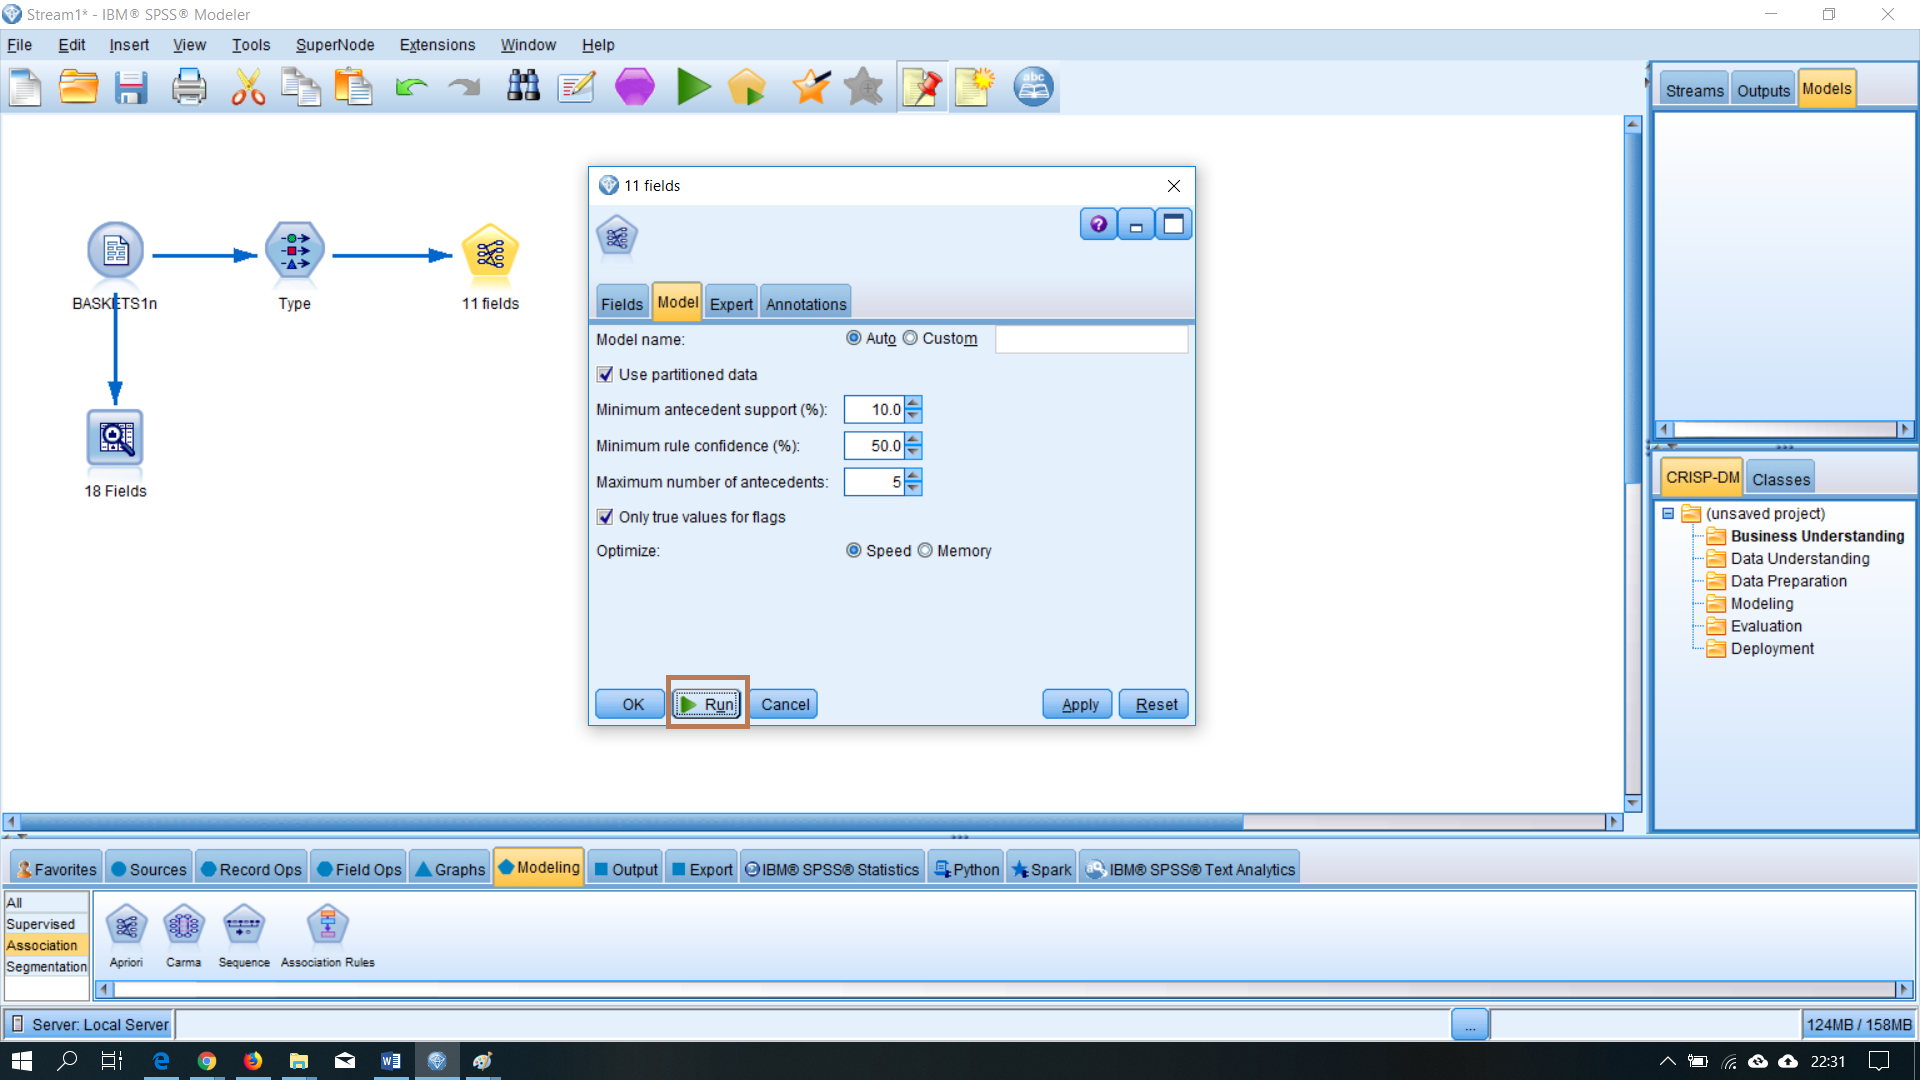 Stream1* - IBM® SPSS® Modeler
File Edit Insert View Tools SuperNode Extensions Window Help
abc
Streams Outputs Models
11 fields
?
BASKETS1n
Type
11 fields
18 Fields
Fields Model Expert Annotations
Model name: Auto Custom
Use partitioned data
Minimum antecedent support (%): 10.0
Minimum rule confidence (%): 50.0
Maximum number of antecedents: 5
Only true values for flags
Optimize: Speed Memory
OK Run Cancel Apply Reset
CRISP-DM Classes
(unsaved project)
Business Understanding
Data Understanding
Data Preparation
Modeling
Evaluation
Deployment
Favorites Sources Record Ops Field Ops Graphs Modeling Output Export IBM® SPSS® Statistics Python Spark IBM® SPSS® Text Analytics
All
Supervised
Association
Segmentation
Apriori Carma Sequence Association Rules
Server: Local Server ... 124MB / 158MB
22:31